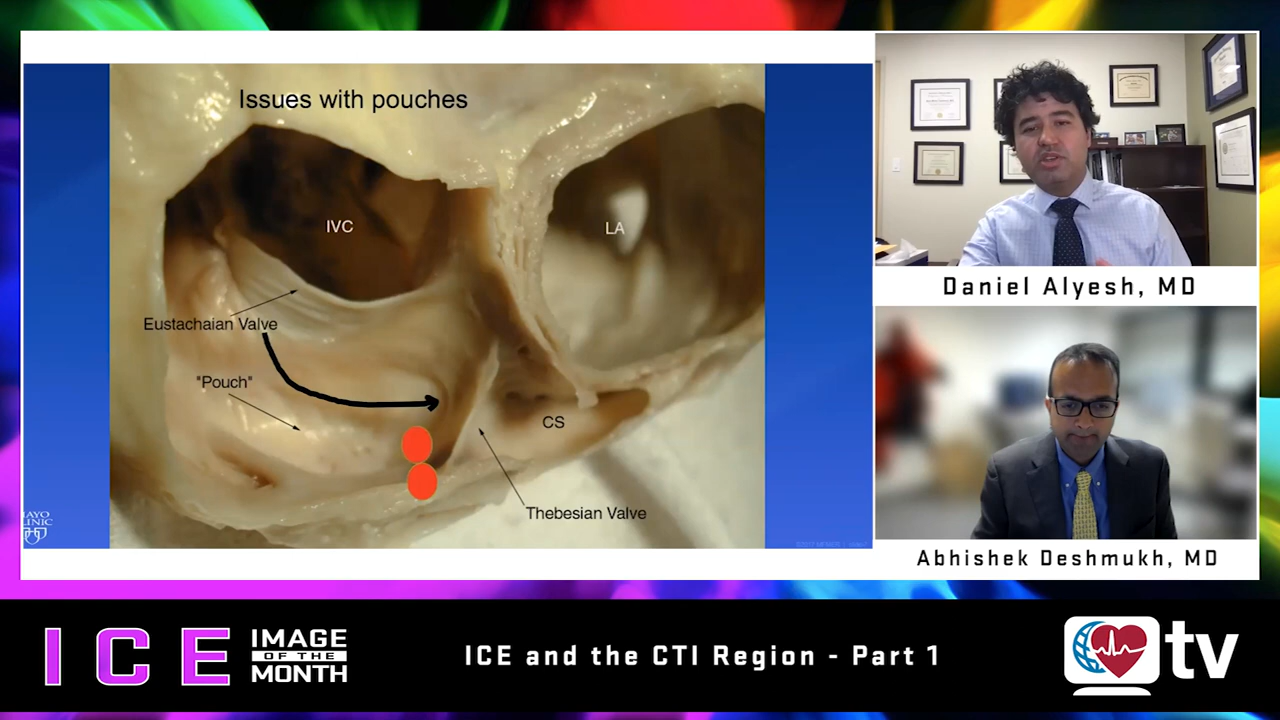 Issues with pouches
IVC
LA
Eustachaian Valve
"Pouch"
CS
Thebesian Valve
CLINIC
Daniel Alyesh, MD
Abhishek Deshmukh, MD
ICE
IMAGE
OF THE
MONTH
ICE and the CTI Region - Part 1
tv